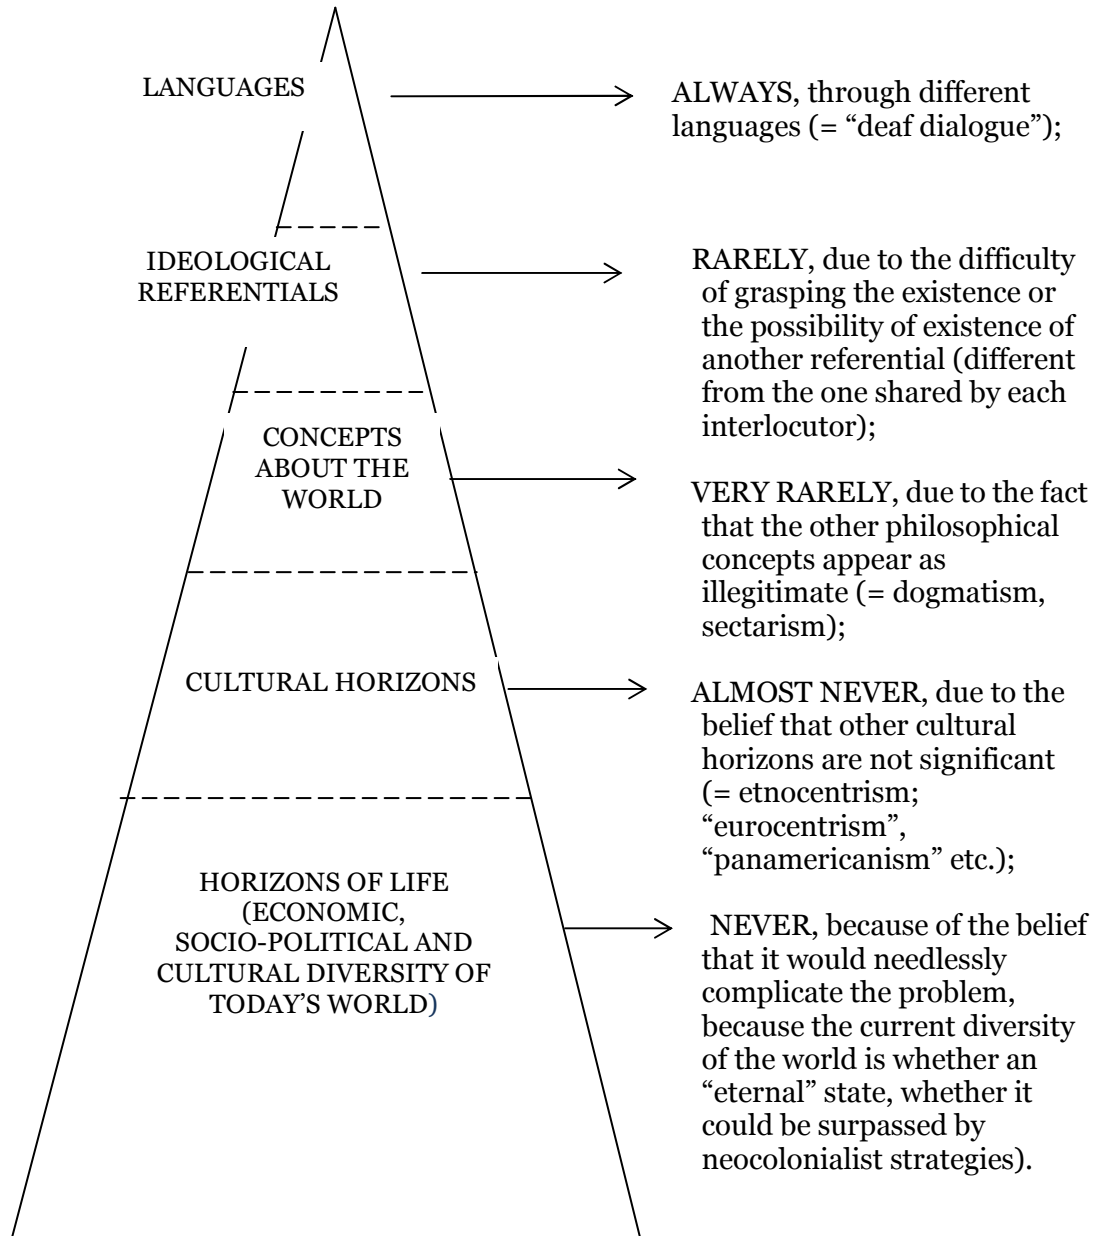 LANGUAGES
ALWAYS, through different
languages (= “deaf dialogue”);
IDEOLOGICAL
REFERENTIALS
RARELY, due to the difficulty
of grasping the existence or
the possibility of existence of
another referential (different
from the one shared by each
interlocutor);
CONCEPTS
ABOUT THE
WORLD
VERY RARELY, due to the fact
that the other philosophical
concepts appear as
illegitimate (= dogmatism,
sectarism);
CULTURAL HORIZONS
ALMOST NEVER, due to the
belief that other cultural
horizons are not significant
(= etnocentrism;
“eurocentrism”,
“panamericanism” etc.);
HORIZONS OF LIFE
(ECONOMIC,
SOCIO-POLITICAL AND
CULTURAL DIVERSITY OF
TODAY’S WORLD)
NEVER, because of the belief
that it would needlessly
complicate the problem,
because the current diversity
of the world is whether an
“eternal” state, whether it
could be surpassed by
neocolonialist strategies).